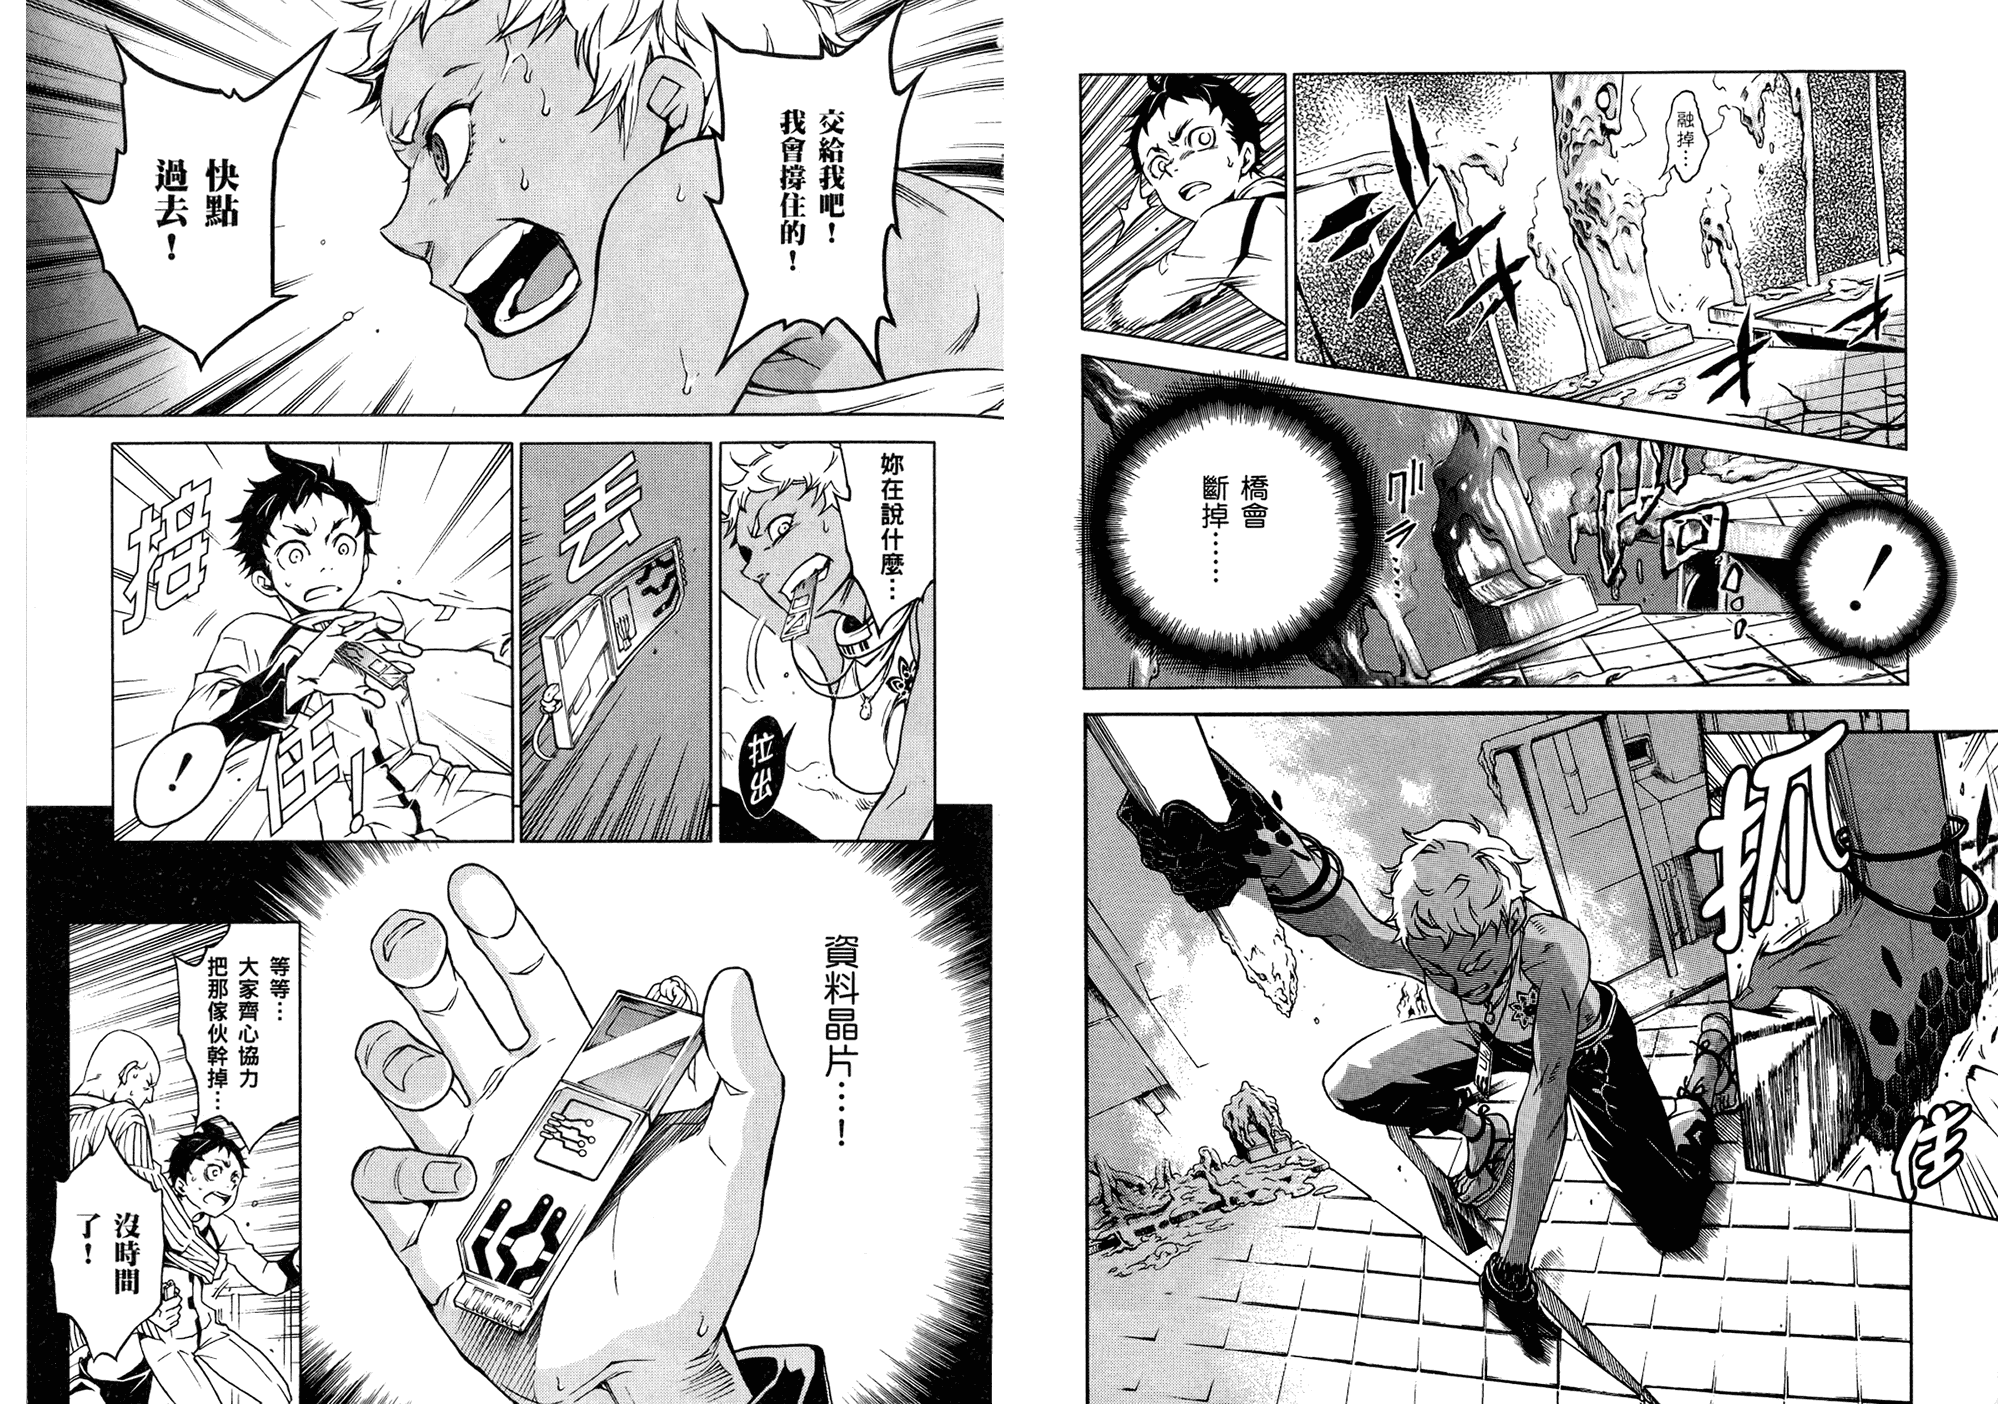 融掉…
橋會
斷掉……
！
抓
住
交給我吧！
我會撐住的！
快點
過去！
妳在說什麼…
拉出
丟
掊
住！
！
資料晶片…！
等等…
大家齊心協力
把那傢伙幹掉…
沒時間
了！